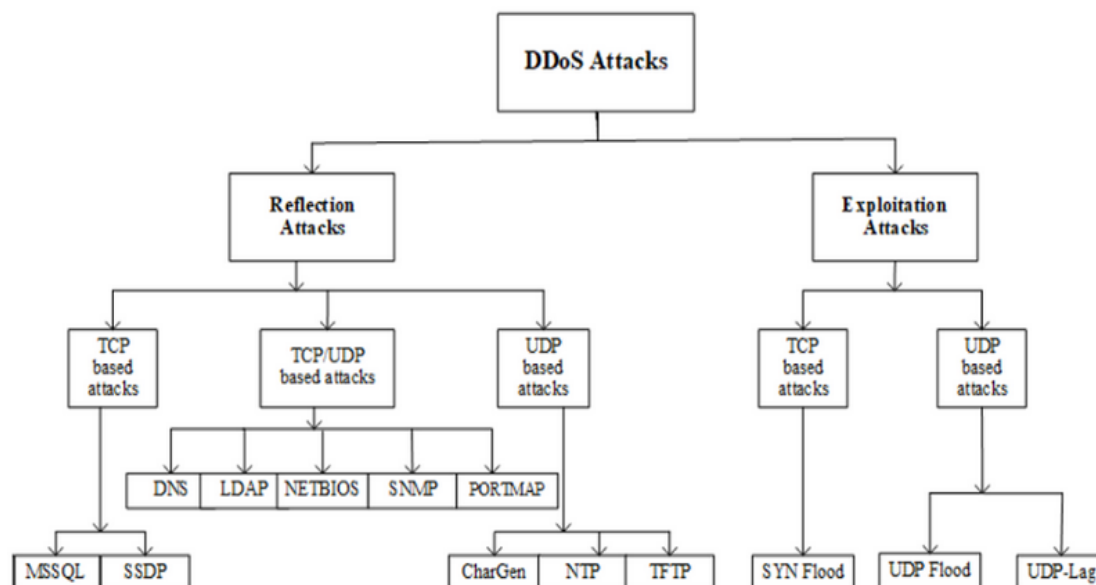 DDoS Attacks
Reflection
Attacks
Exploitation
Attacks
TCP
based
attacks
TCP/UDP
based attacks
UDP
based
attacks
TCP
based
attacks
UDP
based
attacks
DNS
LDAP
NETBIOS
SNMP
PORTMAP
MSSQL
SSDP
CharGen
NTP
TFTP
SYN Flood
UDP Flood
UDP-Lag